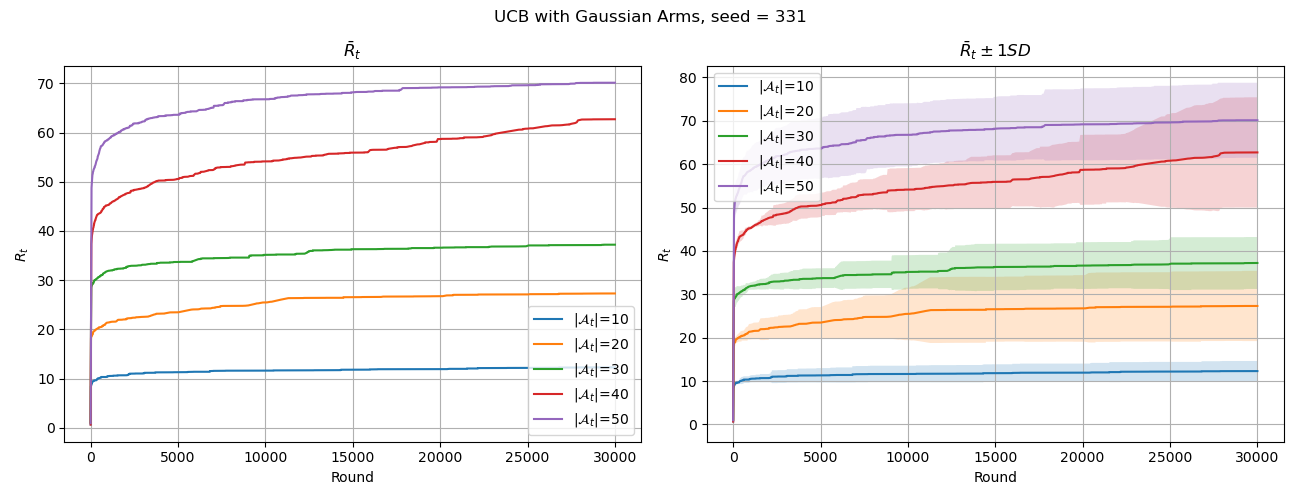 UCB with Gaussian Arms, seed = 331
R̄ₜ
70
60
50
40
30
20
10
0
Rₜ
0 5000 10000 15000 20000 25000 30000
Round
|𝒜ₜ|=10
|𝒜ₜ|=20
|𝒜ₜ|=30
|𝒜ₜ|=40
|𝒜ₜ|=50
R̄ₜ ± 1SD
80
70
60
50
40
30
20
10
0
Rₜ
0 5000 10000 15000 20000 25000 30000
Round
|𝒜ₜ|=10
|𝒜ₜ|=20
|𝒜ₜ|=30
|𝒜ₜ|=40
|𝒜ₜ|=50